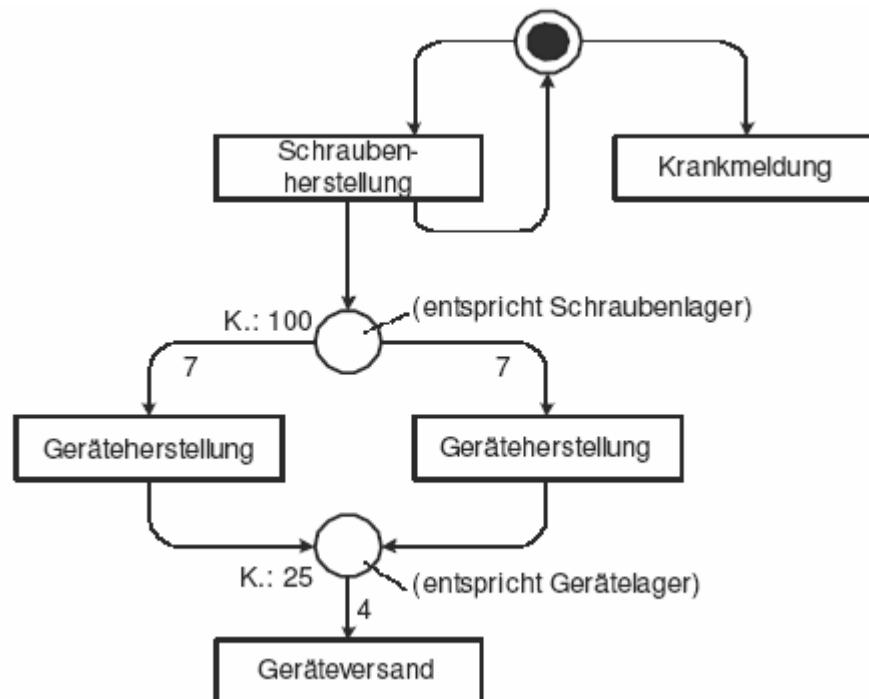 Schrauben-
herstellung
Krankmeldung
(entspricht Schraubenlager)
K.: 100
7
7
Geräteherstellung
Geräteherstellung
K.: 25
(entspricht Gerätelager)
4
Geräteversand